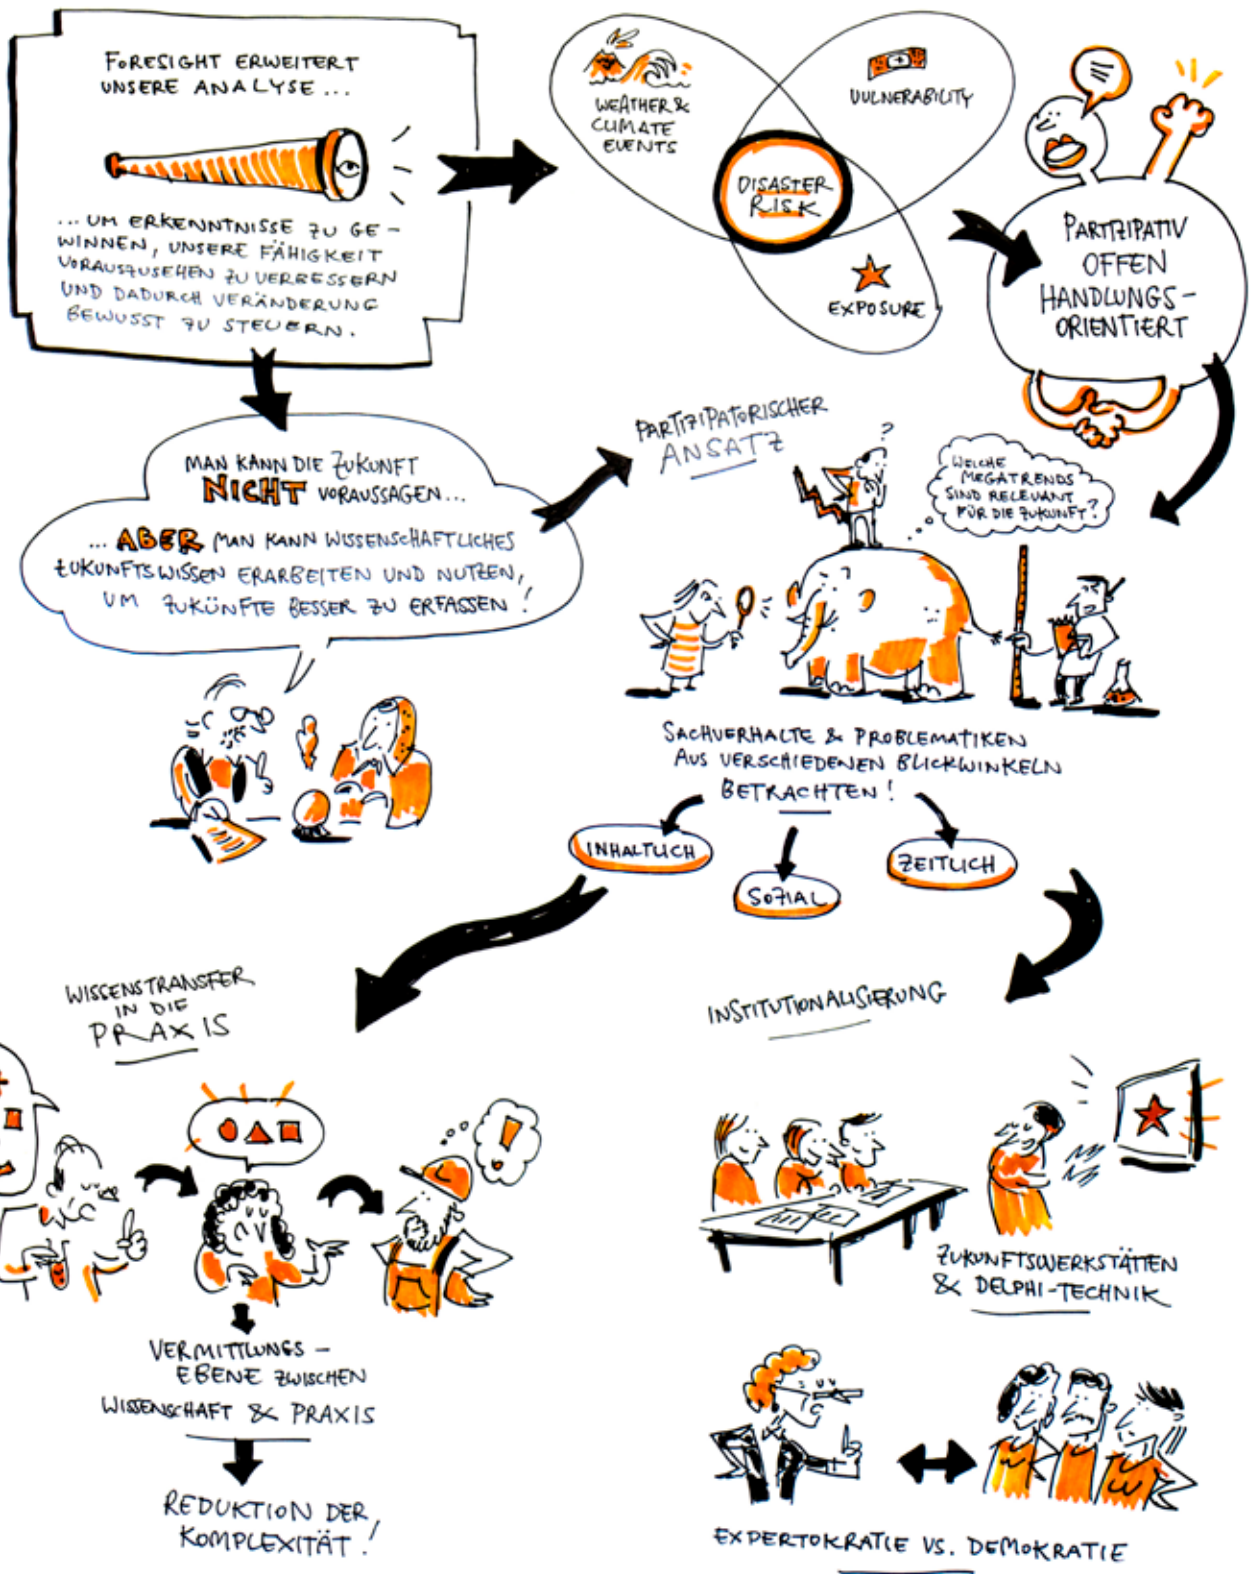 FORESIGHT ERWEITERT
UNSERE ANALYSE...
...UM ERKENNTNISSE ZU GE-
WINNEN, UNSERE FÄHIGKEIT
VORAUSZUSEHEN ZU VERBESSERN
UND DADURCH VERÄNDERUNG
BEWUSST ZU STEUERN.
WEATHER &
CLIMATE
EVENTS
VULNERABILITY
DISASTER
RISK
EXPOSURE
PARTIZIPATIV
OFFEN
HANDLUNGS-
ORIENTIERT
MAN KANN DIE ZUKUNFT
NICHT VORAUSSAGEN...
... ABER MAN KANN WISSENSCHAFTLICHES
ZUKUNFTSWISSEN ERARBEITEN UND NUTZEN,
UM ZUKÜNFTE BESSER ZU ERFASSEN!
PARTIZIPATORISCHER
ANSATZ
?
WELCHE
MEGATRENDS
SIND RELEVANT
FÜR DIE ZUKUNFT?
SACHVERHALTE & PROBLEMATIKEN
AUS VERSCHIEDENEN BLICKWINKELN
BETRACHTEN!
INHALTLICH
SOZIAL
ZEITLICH
WISSENSTRANSFER
IN DIE
PRAXIS
!
VERMITTLUNGS-
EBENE ZWISCHEN
WISSENSCHAFT & PRAXIS
REDUKTION DER
KOMPLEXITÄT!
INSTITUTIONALISIERUNG
ZUKUNFTSWERKSTÄTTEN
& DELPHI-TECHNIK
EXPERTOKRATIE VS. DEMOKRATIE